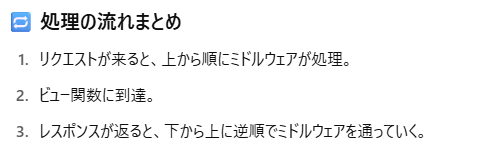 🔁 処理の流れまとめ
1. リクエストが来ると、上から順にミドルウェアが処理。
2. ビュー関数に到達。
3. レスポンスが返ると、下から上に逆順でミドルウェアを通っていく。